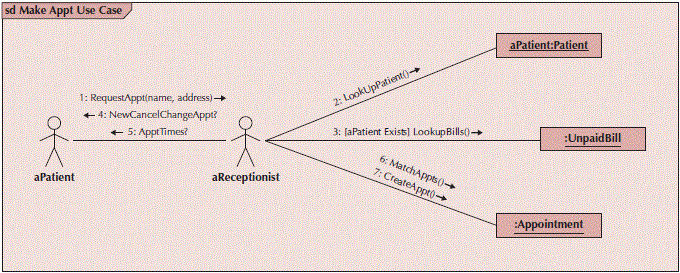 sd Make Appt Use Case
aPatient:Patient
2: LookUpPatient()
1: RequestAppt(name, address)
4: NewCancelChangeAppt?
5: ApptTimes?
3: [aPatient Exists] LookupBills()
:UnpaidBill
aPatient
aReceptionist
6: MatchAppts()
7: CreateAppt()
:Appointment